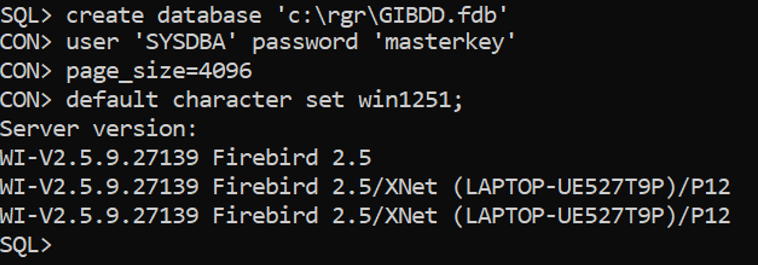 SQL> create database 'c:\rgr\GIBDD.fdb'
CON> user 'SYSDBA' password 'masterkey'
CON> page_size=4096
CON> default character set win1251;
Server version:
WI-V2.5.9.27139 Firebird 2.5
WI-V2.5.9.27139 Firebird 2.5/XNet (LAPTOP-UE527T9P)/P12
WI-V2.5.9.27139 Firebird 2.5/XNet (LAPTOP-UE527T9P)/P12
SQL>